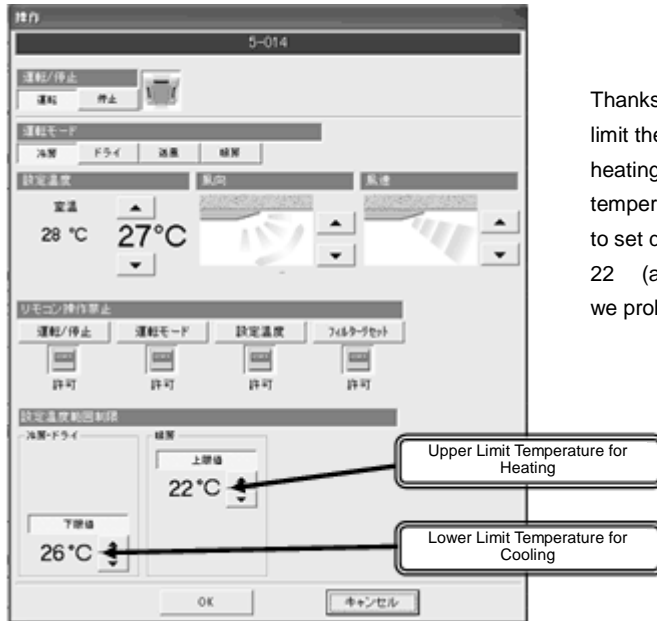 操作
5-014
運転/停止
運転 停止
運転モード
冷房 ドライ 送風 暖房
設定温度 風向 風速
室温
28 °C 27°C
リモコン操作禁止
運転/停止 運転モード 設定温度 フィルターリセット
許可 許可 許可 許可
設定温度範囲制限
冷房・ドライ 暖房
上限値
22°C
下限値
26°C
OK キャンセル
Upper Limit Temperature for
Heating
Lower Limit Temperature for
Cooling
Thanks
limit the
heating
temper
to set
22 (a
we prol